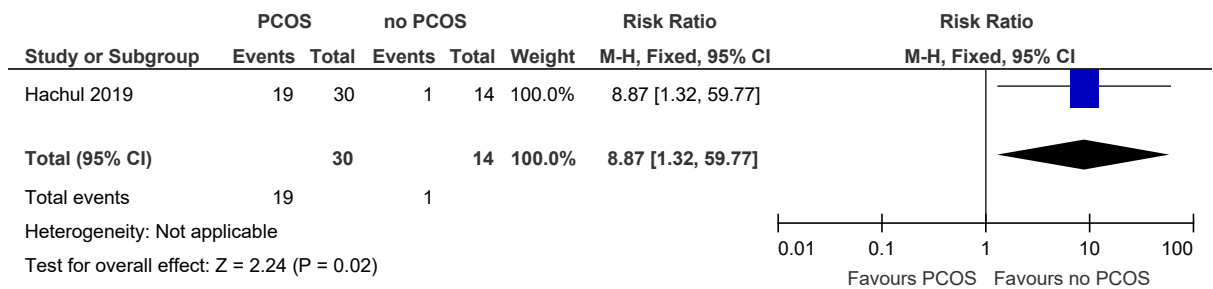 PCOS no PCOS Risk Ratio Risk Ratio
Study or Subgroup Events Total Events Total Weight M-H, Fixed, 95% CI M-H, Fixed, 95% CI
Hachul 2019 19 30 1 14 100.0% 8.87 [1.32, 59.77]
Total (95% CI) 30 14 100.0% 8.87 [1.32, 59.77]
Total events 19 1
Heterogeneity: Not applicable
Test for overall effect: Z = 2.24 (P = 0.02)
0.01 0.1 1 10 100
Favours PCOS Favours no PCOS